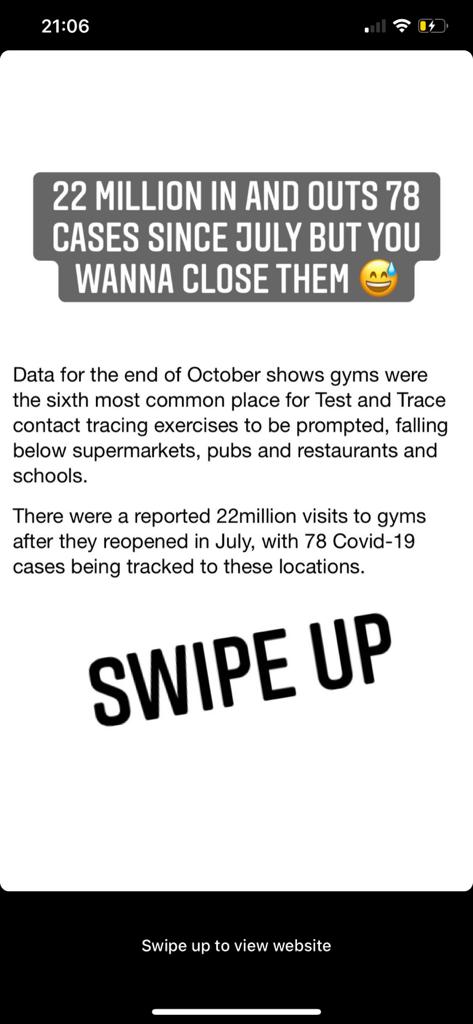 21:06
22 MILLION IN AND OUTS 78
CASES SINCE JULY BUT YOU
WANNA CLOSE THEM 😅
Data for the end of October shows gyms were
the sixth most common place for Test and Trace
contact tracing exercises to be prompted, falling
below supermarkets, pubs and restaurants and
schools.
There were a reported 22million visits to gyms
after they reopened in July, with 78 Covid-19
cases being tracked to these locations.
SWIPE UP
Swipe up to view website